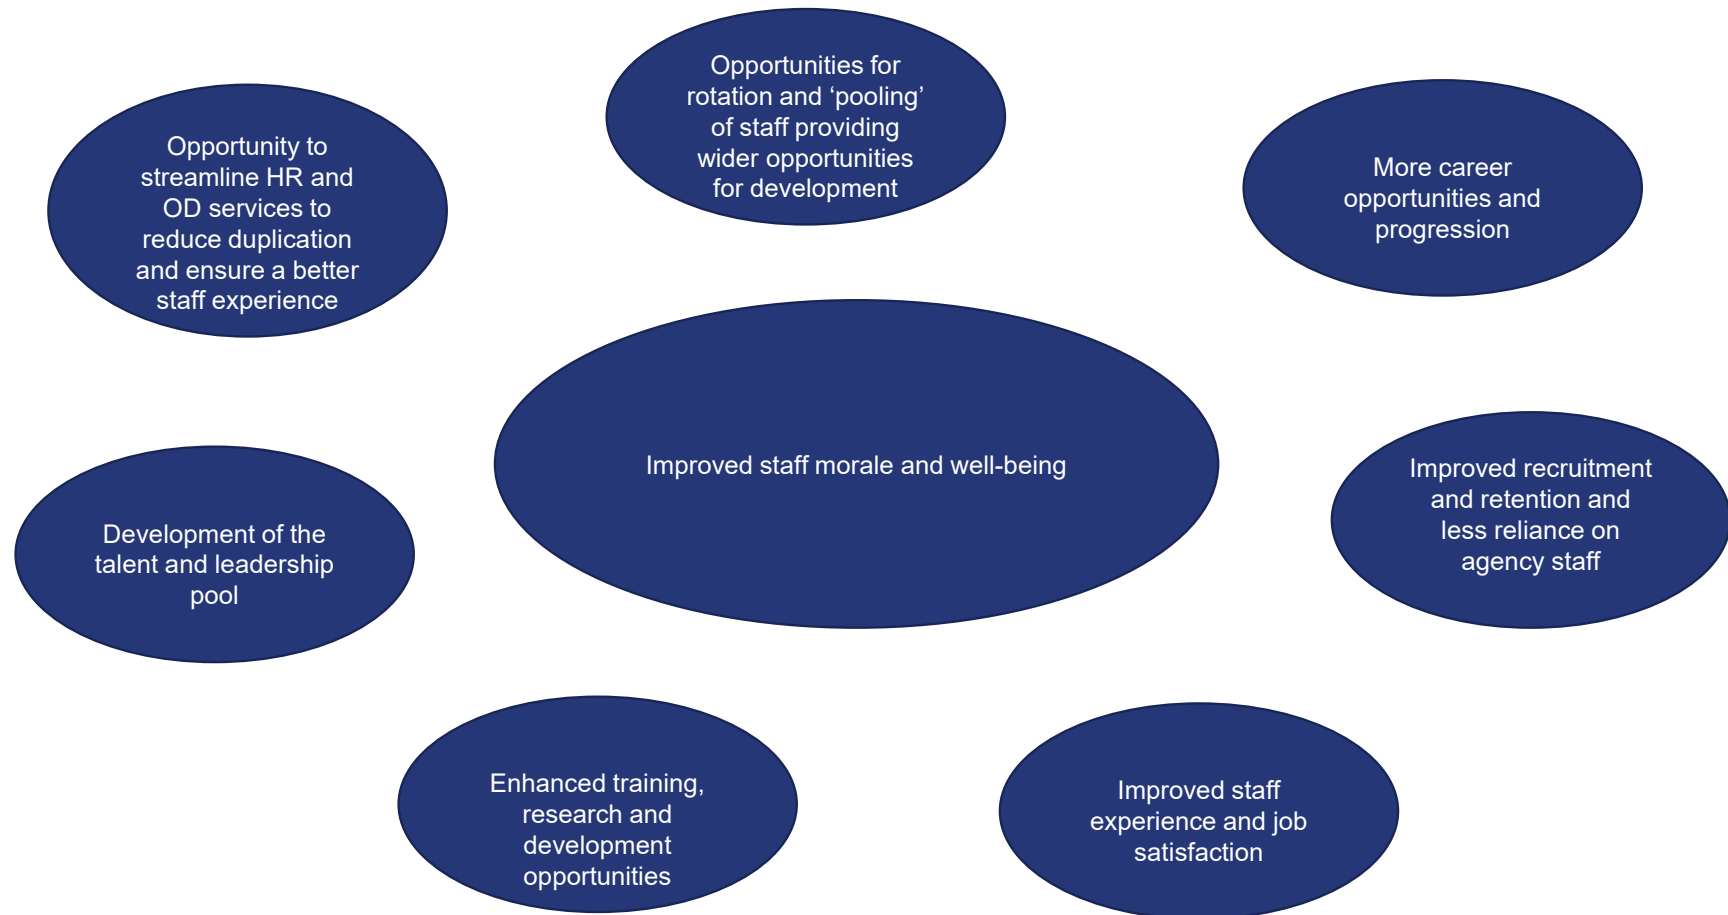 Opportunities for
rotation and ‘pooling’
of staff providing
wider opportunities
for development
Opportunity to
streamline HR and
OD services to
reduce duplication
and ensure a better
staff experience
More career
opportunities and
progression
Improved staff morale and well-being
Improved recruitment
and retention and
less reliance on
agency staff
Development of the
talent and leadership
pool
Enhanced training,
research and
development
opportunities
Improved staff
experience and job
satisfaction